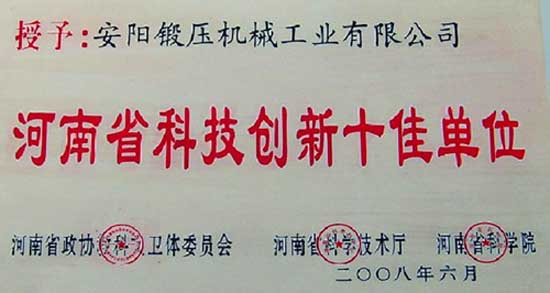 授予:安阳锻压机械工业有限公司
河南省科技创新十佳单位
河南省政协 科 卫体委员会 河南省科学技术厅 河南省科学院
二〇〇八年六月